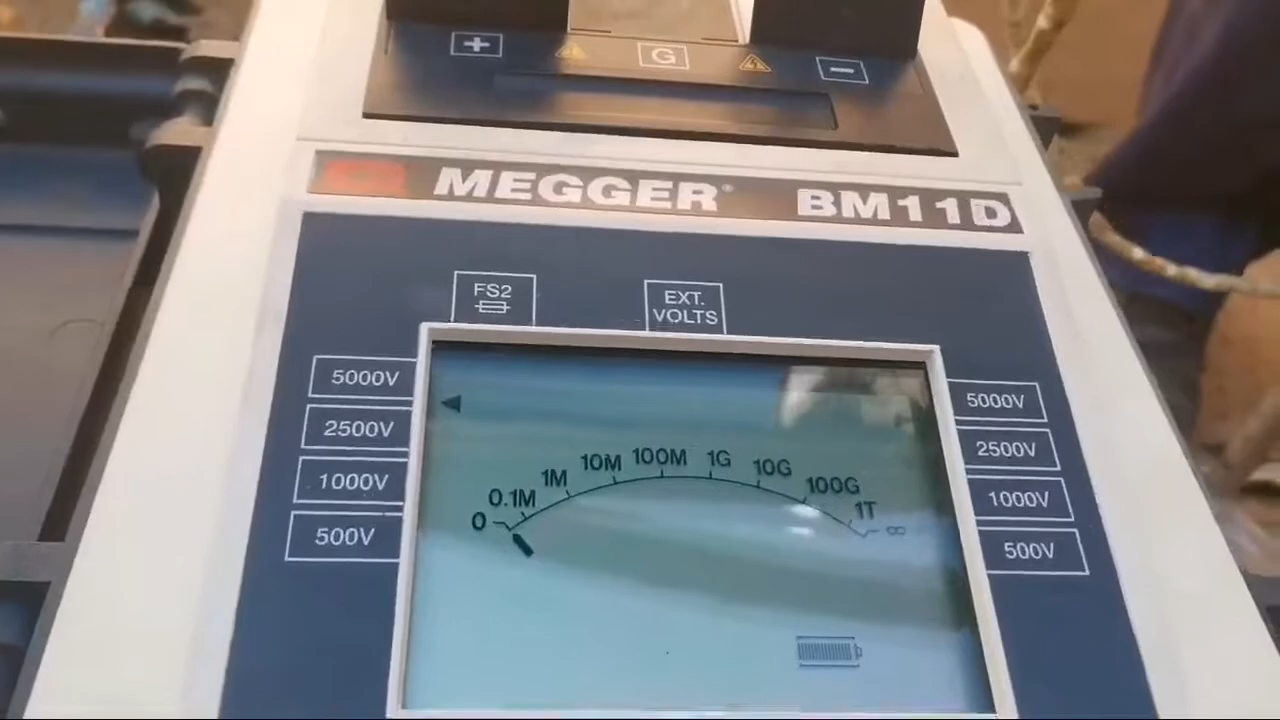 + G −
MEGGER® BM11D
FS2
EXT.
VOLTS
5000V
2500V
1000V
500V
0 0.1M 1M 10M 100M 1G 10G 100G 1T ∞
5000V
2500V
1000V
500V